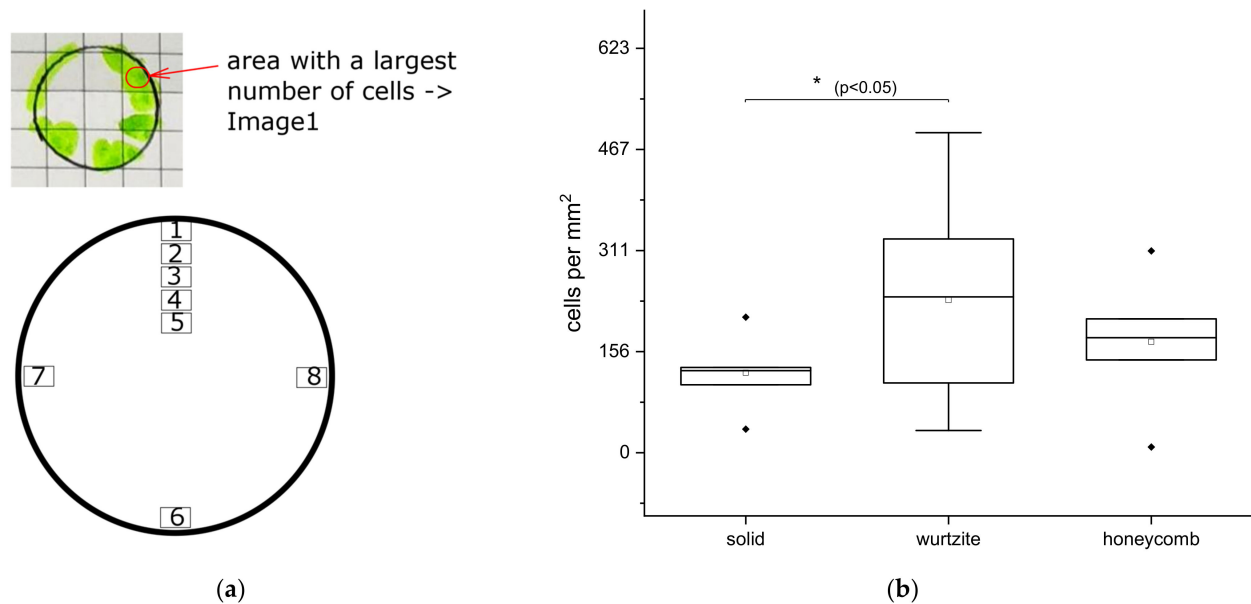 area with a largest
number of cells ->
Image1
1
2
3
4
5
7
8
6
(a)
cells per mm²
623
467
311
156
0
* (p<0.05)
solid
wurtzite
honeycomb
(b)